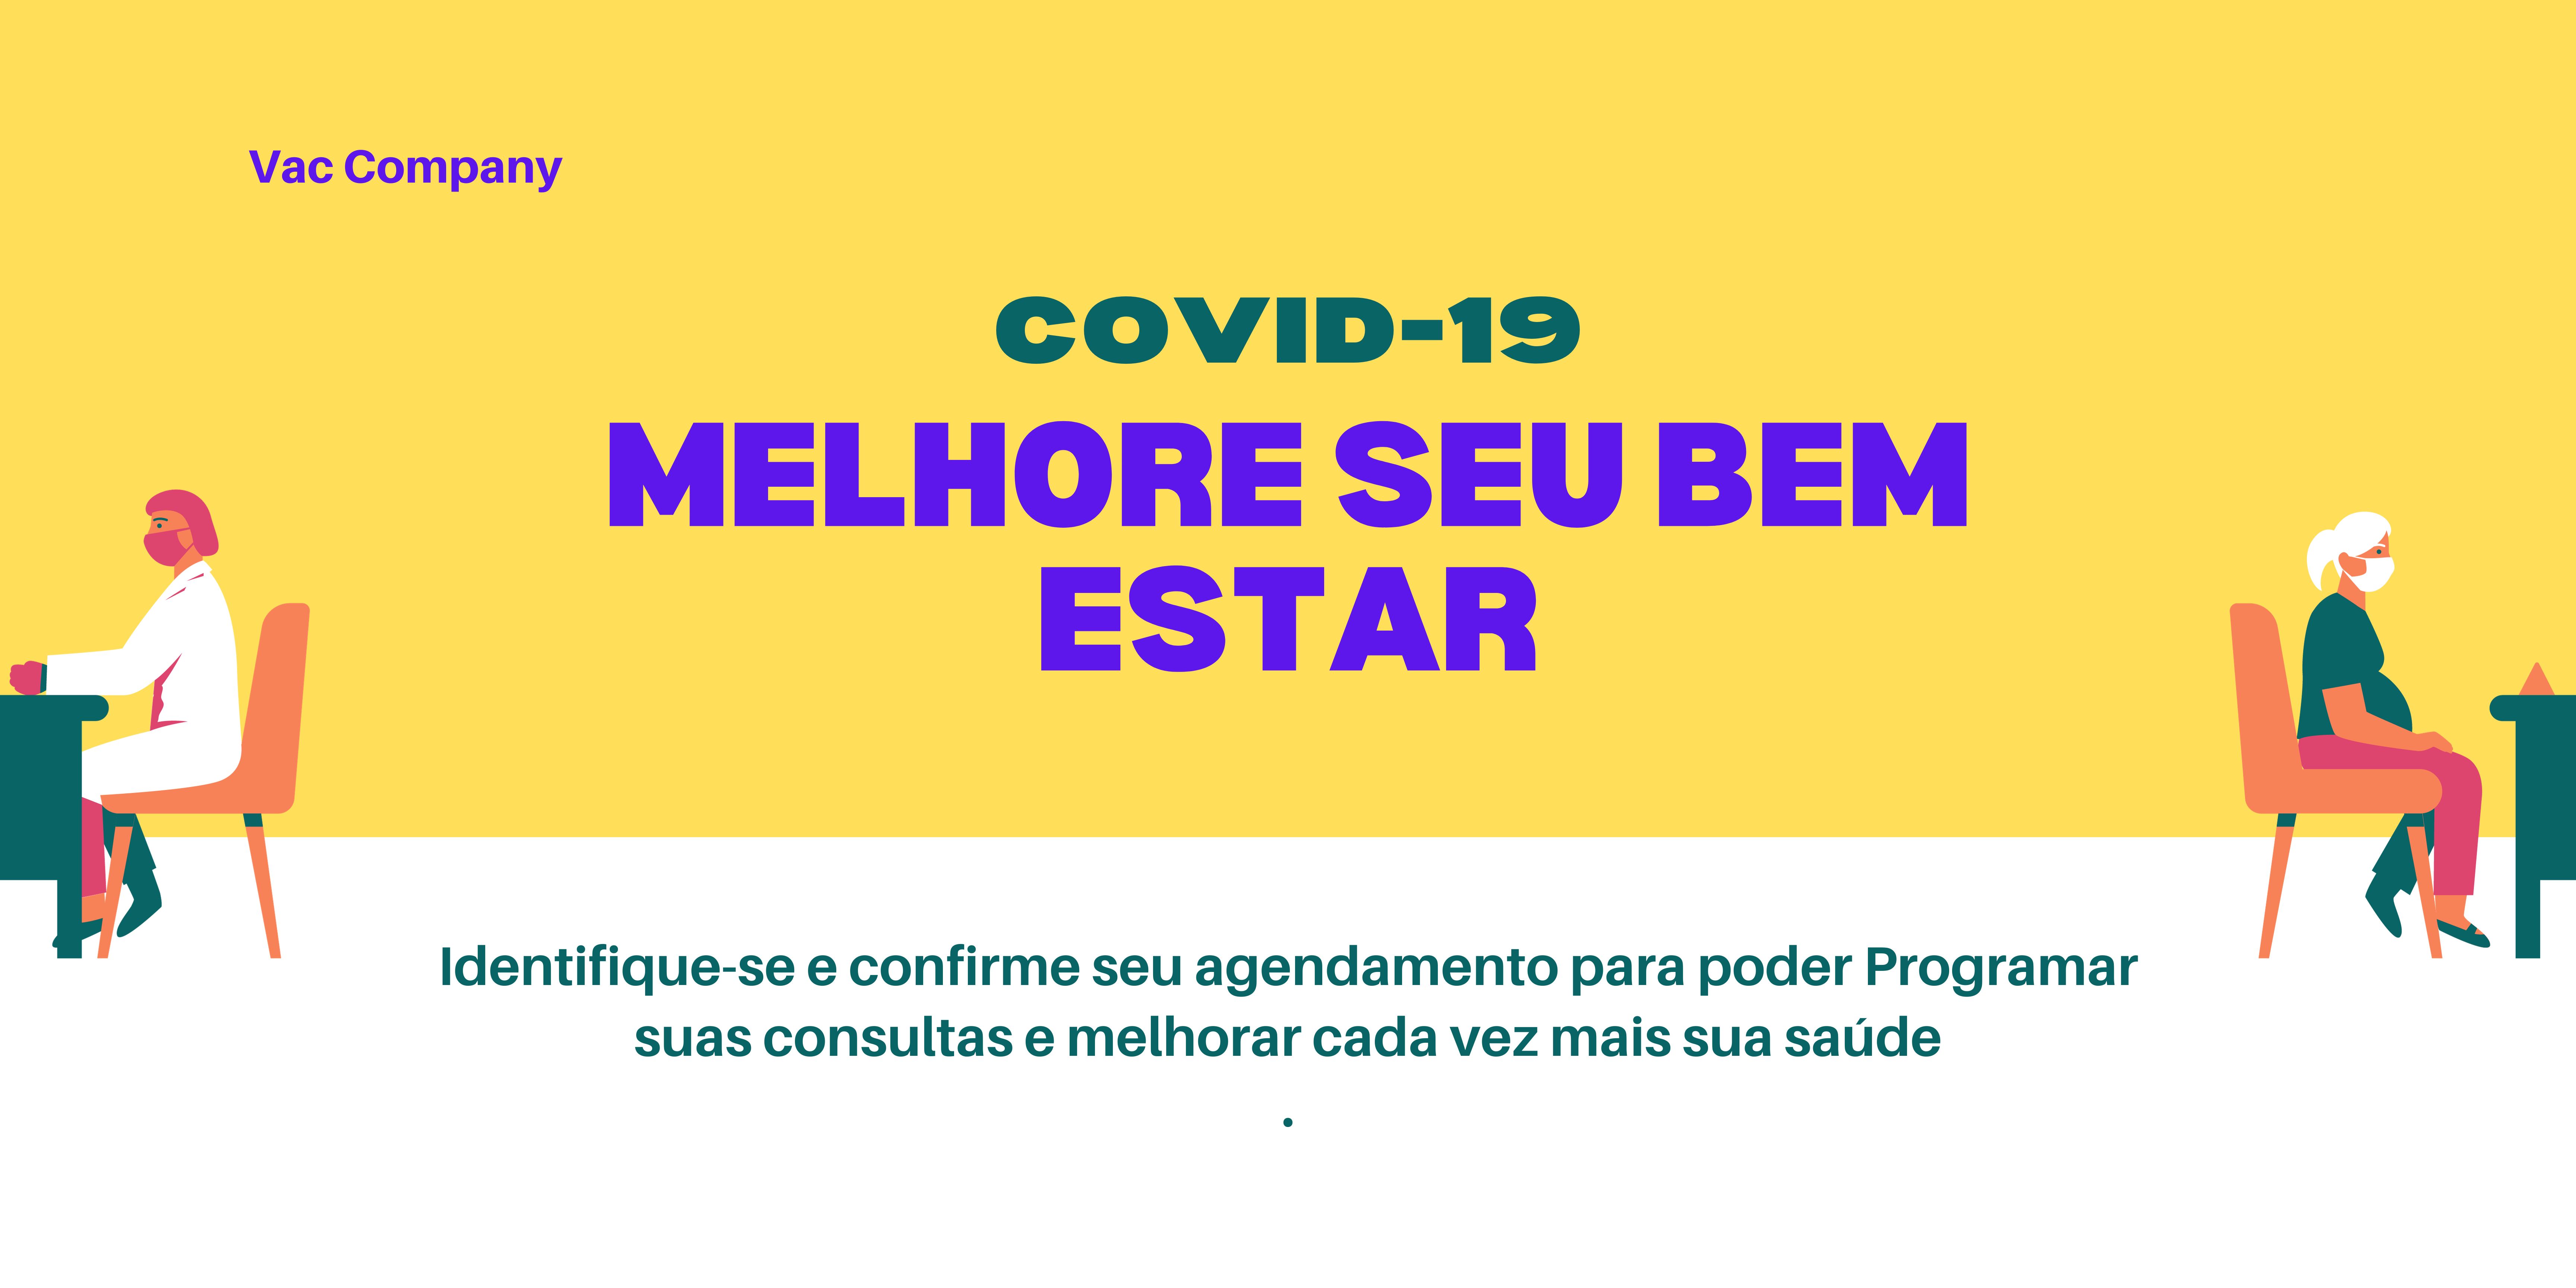 Vac Company
COVID-19
MELHORE SEU BEM
ESTAR
Identifique-se e confirme seu agendamento para poder Programar
suas consultas e melhorar cada vez mais sua saúde
.